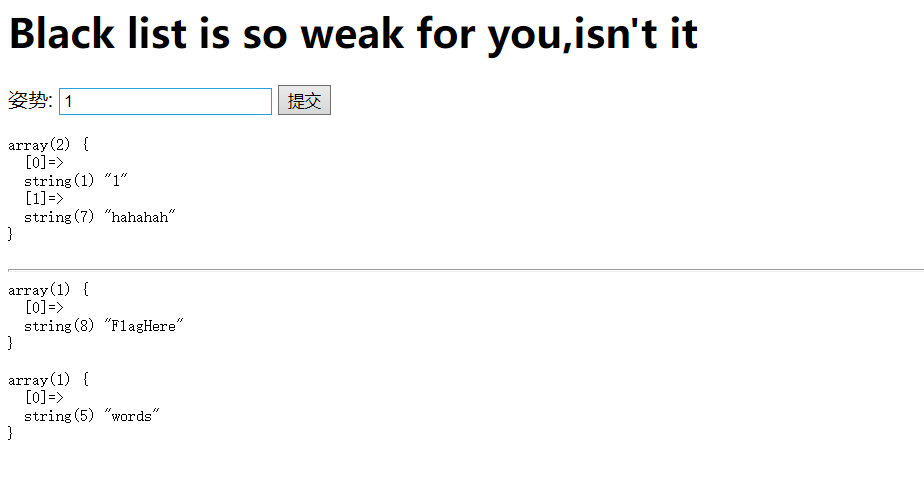 Black list is so weak for you,isn't it
姿势: 1 提交
array(2) {
  [0]=>
  string(1) "1"
  [1]=>
  string(7) "hahahah"
}
array(1) {
  [0]=>
  string(8) "FlagHere"
}
array(1) {
  [0]=>
  string(5) "words"
}